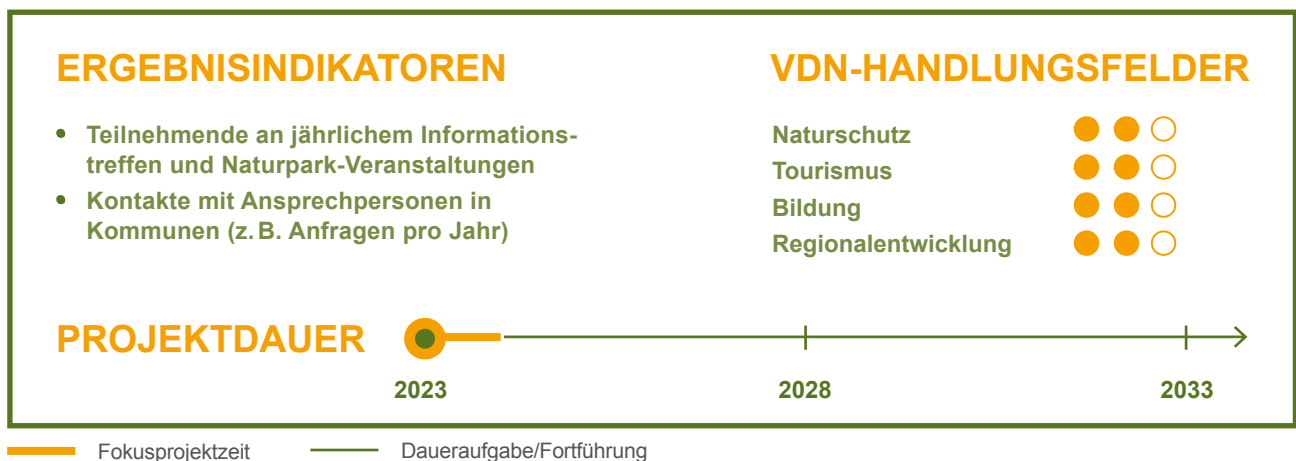 ERGEBNISINDIKATOREN
• Teilnehmende an jährlichem Informations-
treffen und Naturpark-Veranstaltungen
• Kontakte mit Ansprechpersonen in
Kommunen (z. B. Anfragen pro Jahr)
VDN-HANDLUNGSFELDER
Naturschutz
Tourismus
Bildung
Regionalentwicklung
PROJEKTDAUER
2023 2028 2033
Fokusprojektzeit Daueraufgabe/Fortführung